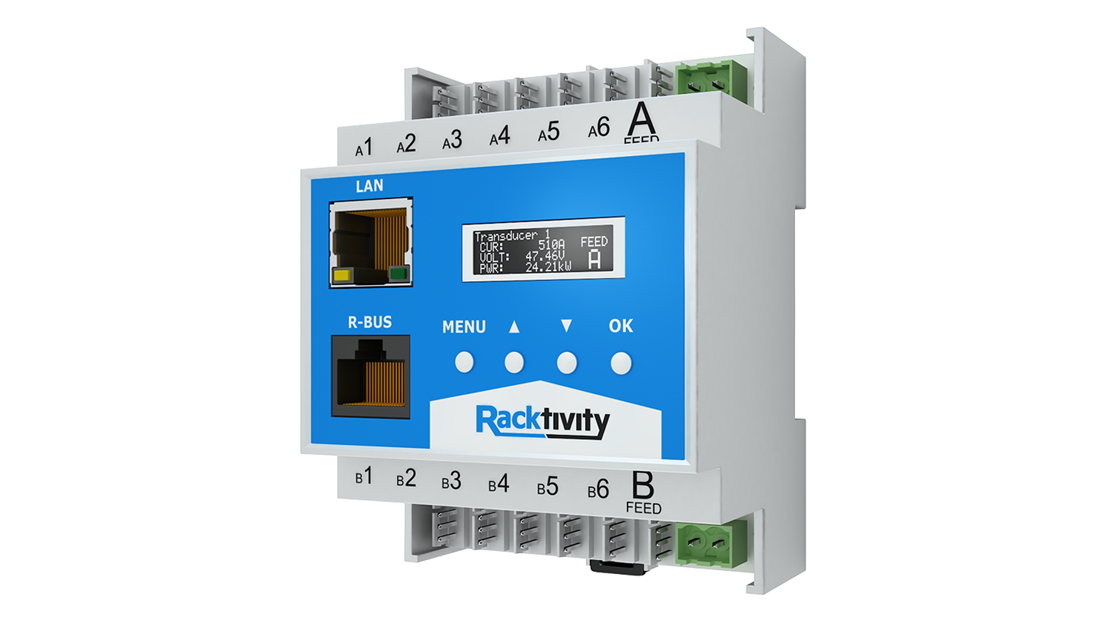 A1 A2 A3 A4 A5 A6 A
FEED
LAN
Transducer 1
CUR: 510A
VOLT: 47.46V
PWR: 24.21kW
FEED
A
R-BUS
MENU ▲ ▼ OK
Racktivity
B1 B2 B3 B4 B5 B6 B
FEED